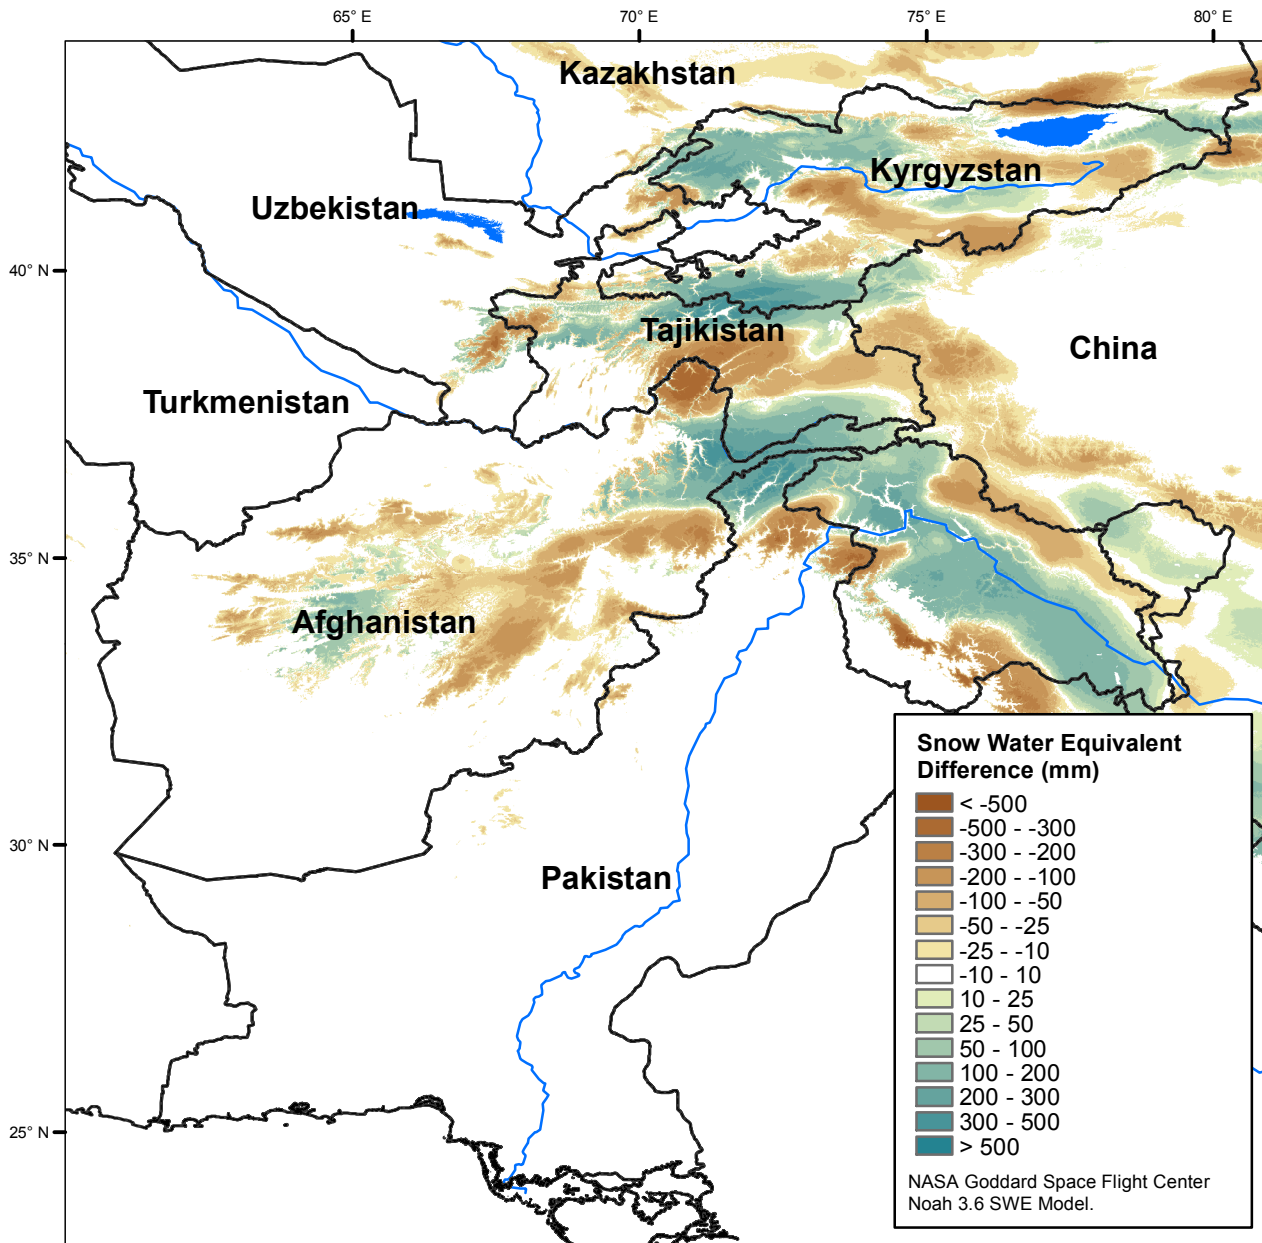 65° E
70° E
75° E
80° E
Kazakhstan
Kyrgyzstan
Uzbekistan
40° N
Tajikistan
China
Turkmenistan
35° N
Afghanistan
30° N
Pakistan
25° N
Snow Water Equivalent
Difference (mm)
< -500
-500 - -300
-300 - -200
-200 - -100
-100 - -50
-50 - -25
-25 - -10
-10 - 10
10 - 25
25 - 50
50 - 100
100 - 200
200 - 300
300 - 500
> 500
NASA Goddard Space Flight Center
Noah 3.6 SWE Model.